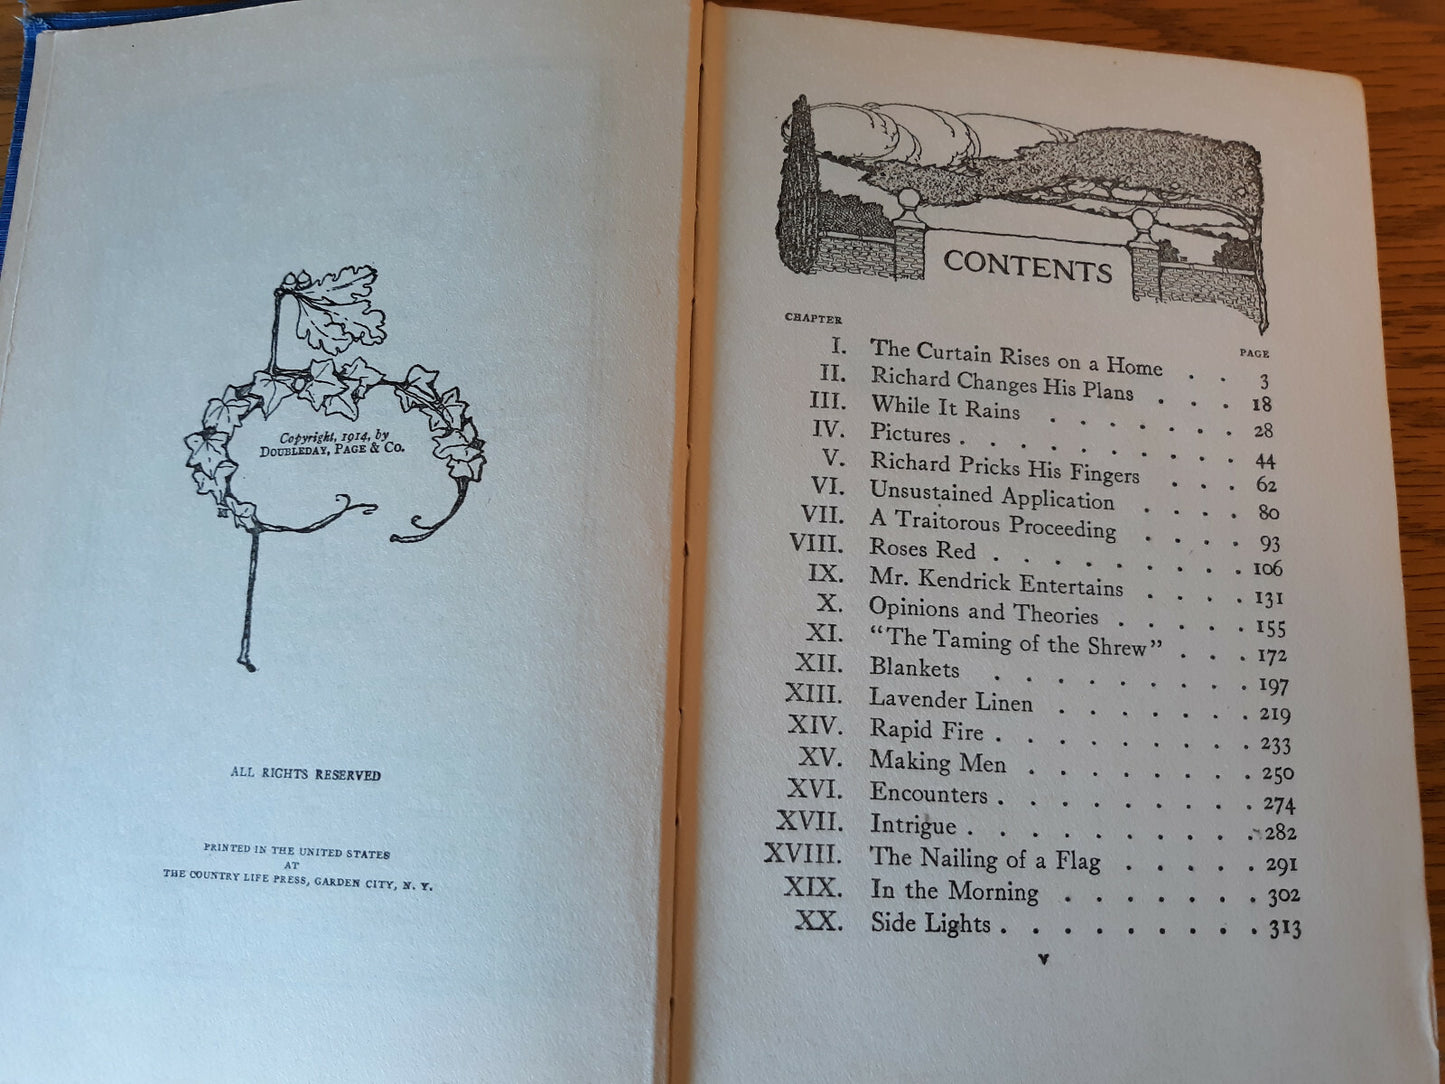 Copyright, 1914, by
DOUBLEDAY, PAGE & CO.
ALL RIGHTS RESERVED
PRINTED IN THE UNITED STATES
AT
THE COUNTRY LIFE PRESS, GARDEN CITY, N. Y.
CONTENTS
CHAPTER PAGE
I. The Curtain Rises on a Home . . 3
II. Richard Changes His Plans . . . 18
III. While It Rains . . . . . . . 28
IV. Pictures . . . . . . . . . 44
V. Richard Pricks His Fingers . . . 62
VI. Unsustained Application . . . . 80
VII. A Traitorous Proceeding . . . . 93
VIII. Roses Red . . . . . . . . . 106
IX. Mr. Kendrick Entertains . . . . 131
X. Opinions and Theories . . . . . 155
XI. "The Taming of the Shrew" . . . 172
XII. Blankets . . . . . . . . . 197
XIII. Lavender Linen . . . . . . . 219
XIV. Rapid Fire . . . . . . . . . 233
XV. Making Men . . . . . . . . 250
XVI. Encounters . . . . . . . . . 274
XVII. Intrigue . . . . . . . . . . 282
XVIII. The Nailing of a Flag . . . . . 291
XIX. In the Morning . . . . . . . 302
XX. Side Lights . . . . . . . . . 313
v